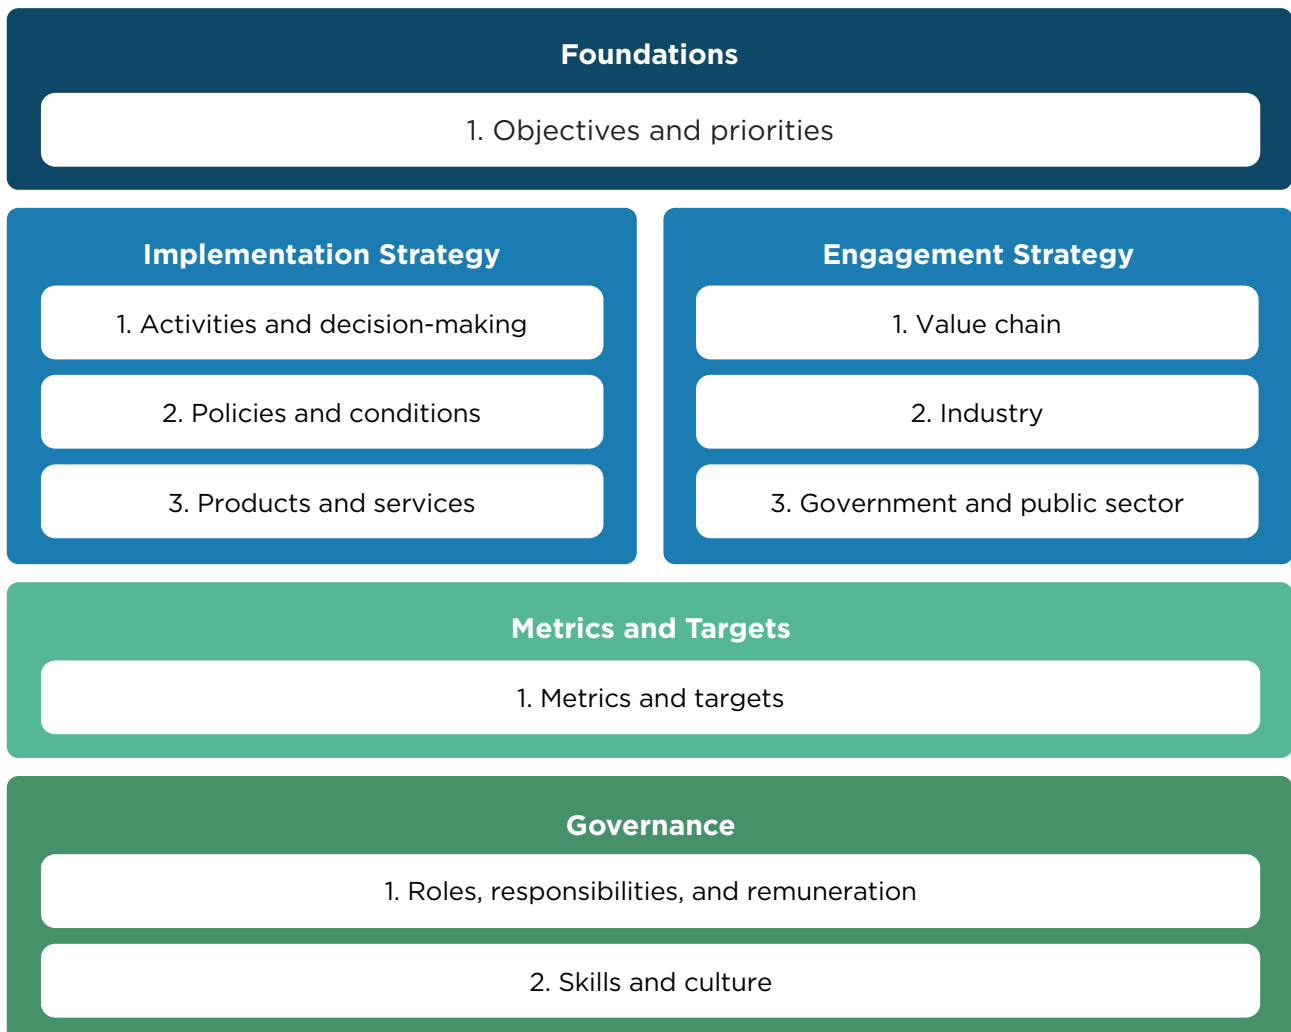 Foundations
1. Objectives and priorities
Implementation Strategy
1. Activities and decision-making
2. Policies and conditions
3. Products and services
Engagement Strategy
1. Value chain
2. Industry
3. Government and public sector
Metrics and Targets
1. Metrics and targets
Governance
1. Roles, responsibilities, and remuneration
2. Skills and culture